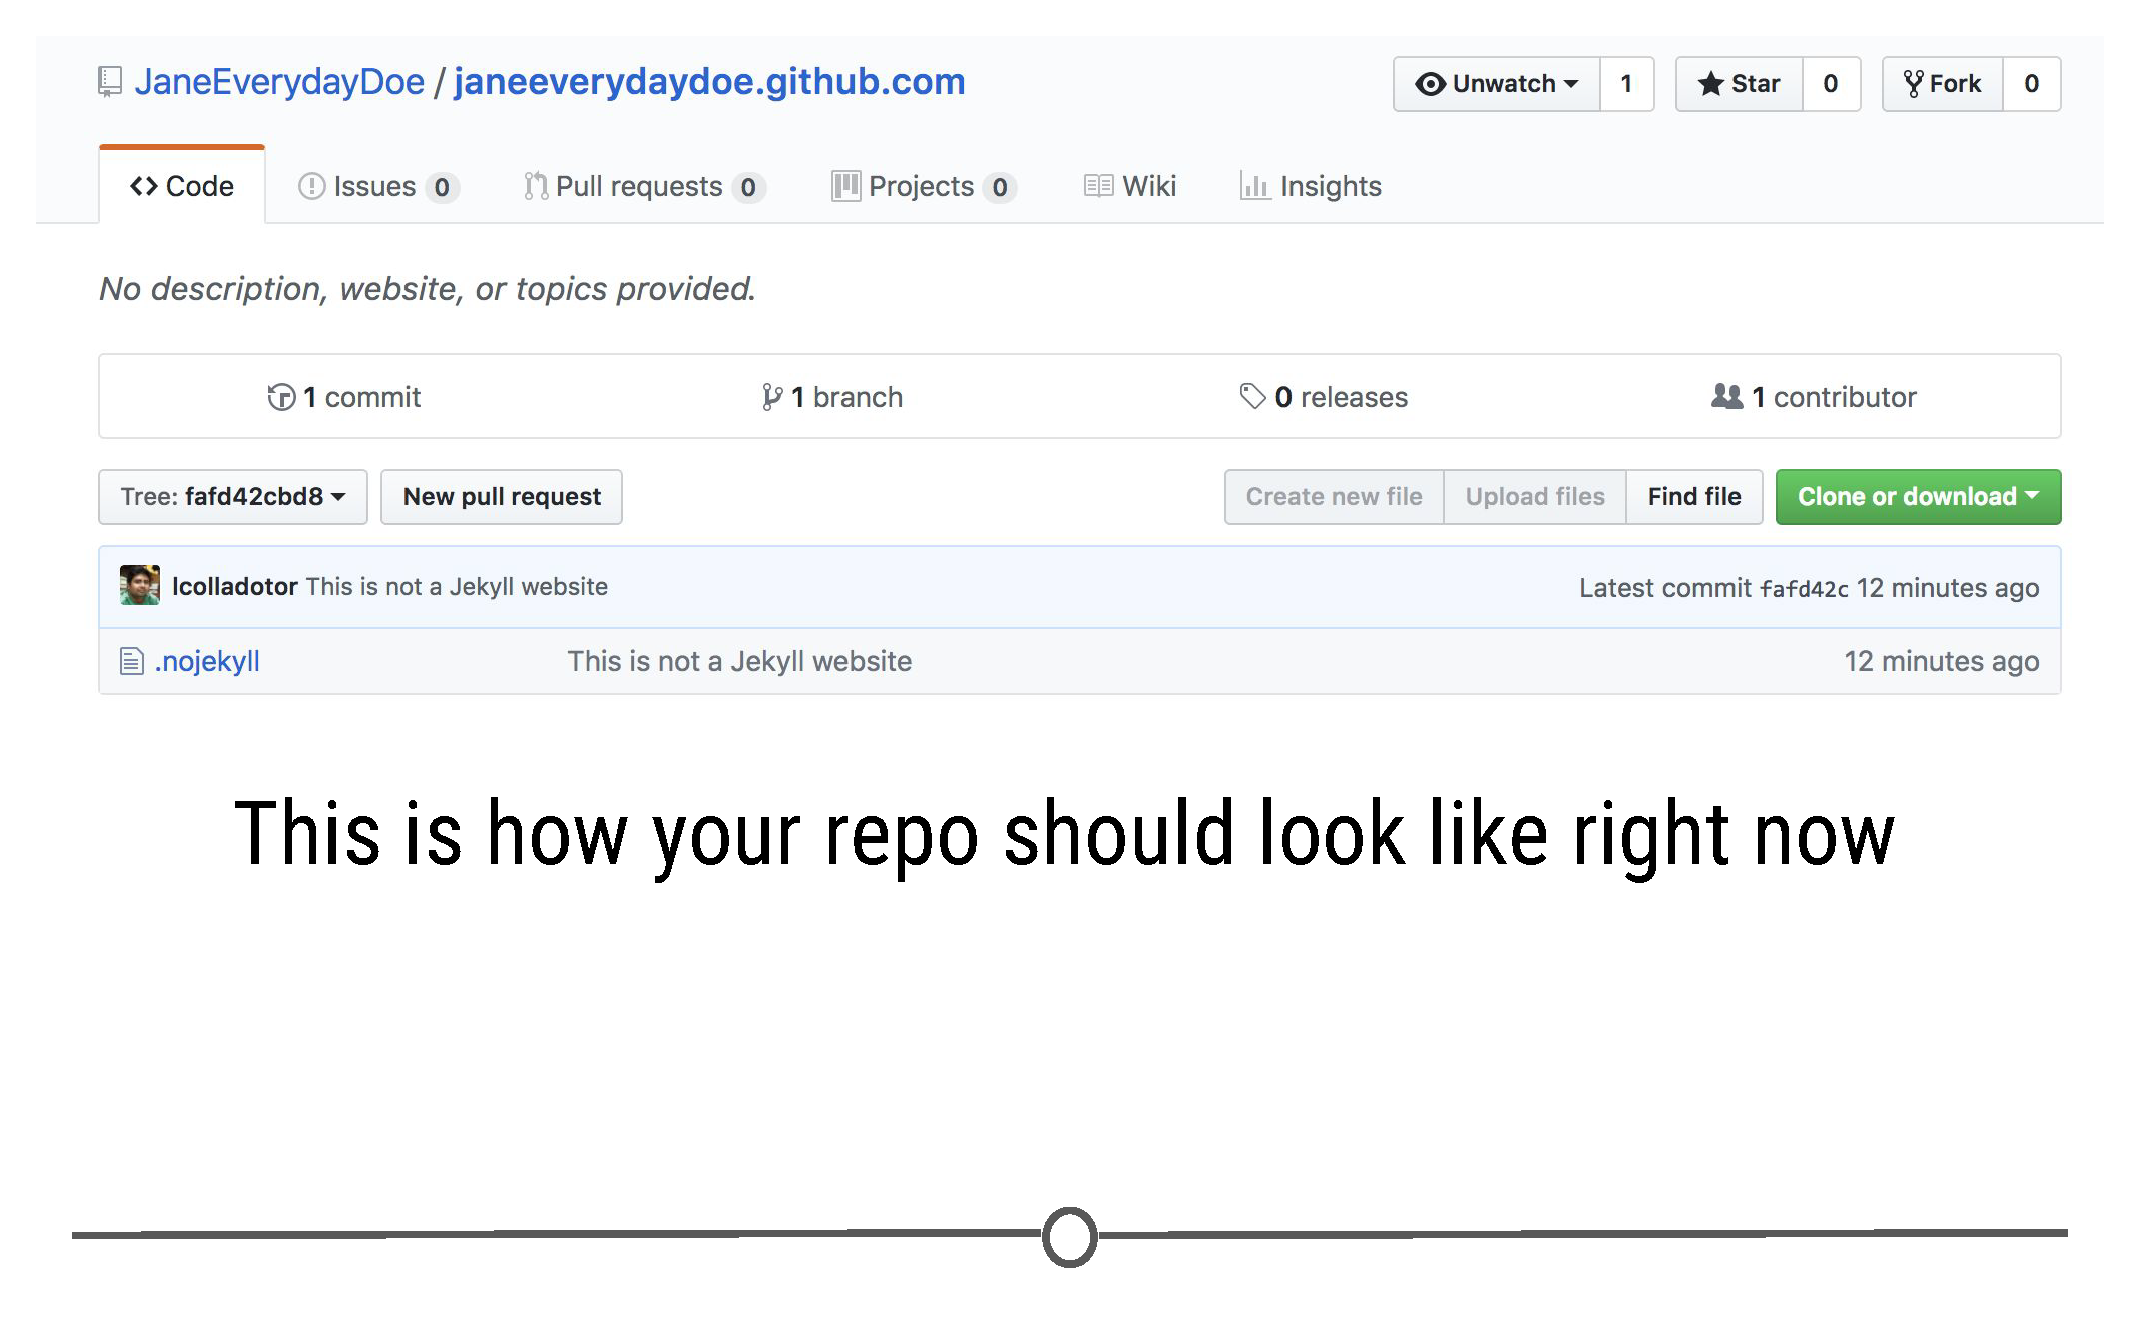 JaneEverydayDoe / janeeverydaydoe.github.com Unwatch 1 Star 0 Fork 0
Code Issues 0 Pull requests 0 Projects 0 Wiki Insights
No description, website, or topics provided.
1 commit 1 branch 0 releases 1 contributor
Tree: fafd42cbd8 New pull request Create new file Upload files Find file Clone or download
lcolladotor This is not a Jekyll website Latest commit fafd42c 12 minutes ago
.nojekyll This is not a Jekyll website 12 minutes ago
This is how your repo should look like right now